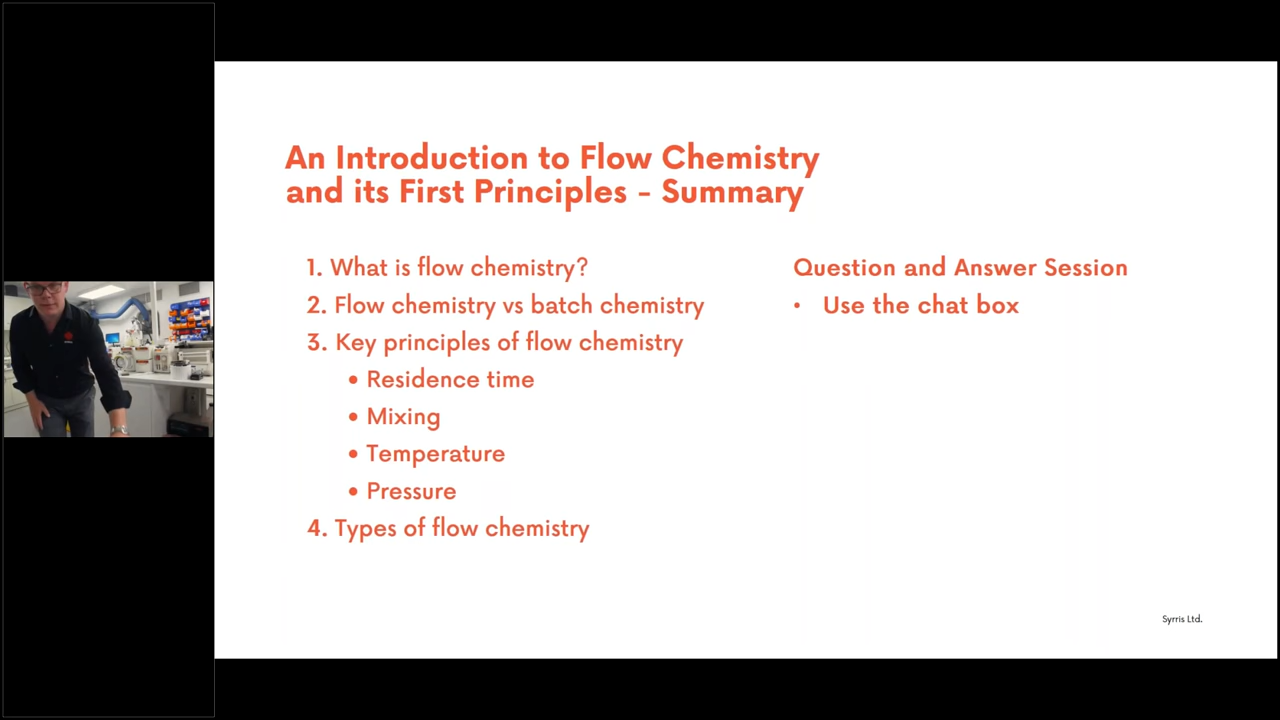 An Introduction to Flow Chemistry
and its First Principles - Summary
1. What is flow chemistry?
2. Flow chemistry vs batch chemistry
3. Key principles of flow chemistry
• Residence time
• Mixing
• Temperature
• Pressure
4. Types of flow chemistry
Question and Answer Session
• Use the chat box
Syrris Ltd.